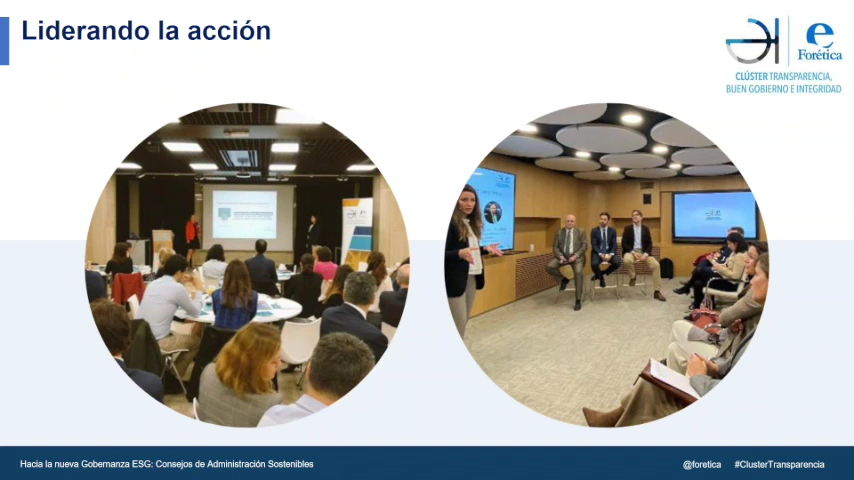 Liderando la acción
Forética
CLÚSTER TRANSPARENCIA,
BUEN GOBIERNO E INTEGRIDAD
Hacia la nueva Gobernanza ESG: Consejos de Administración Sostenibles
@foretica #ClusterTransparencia